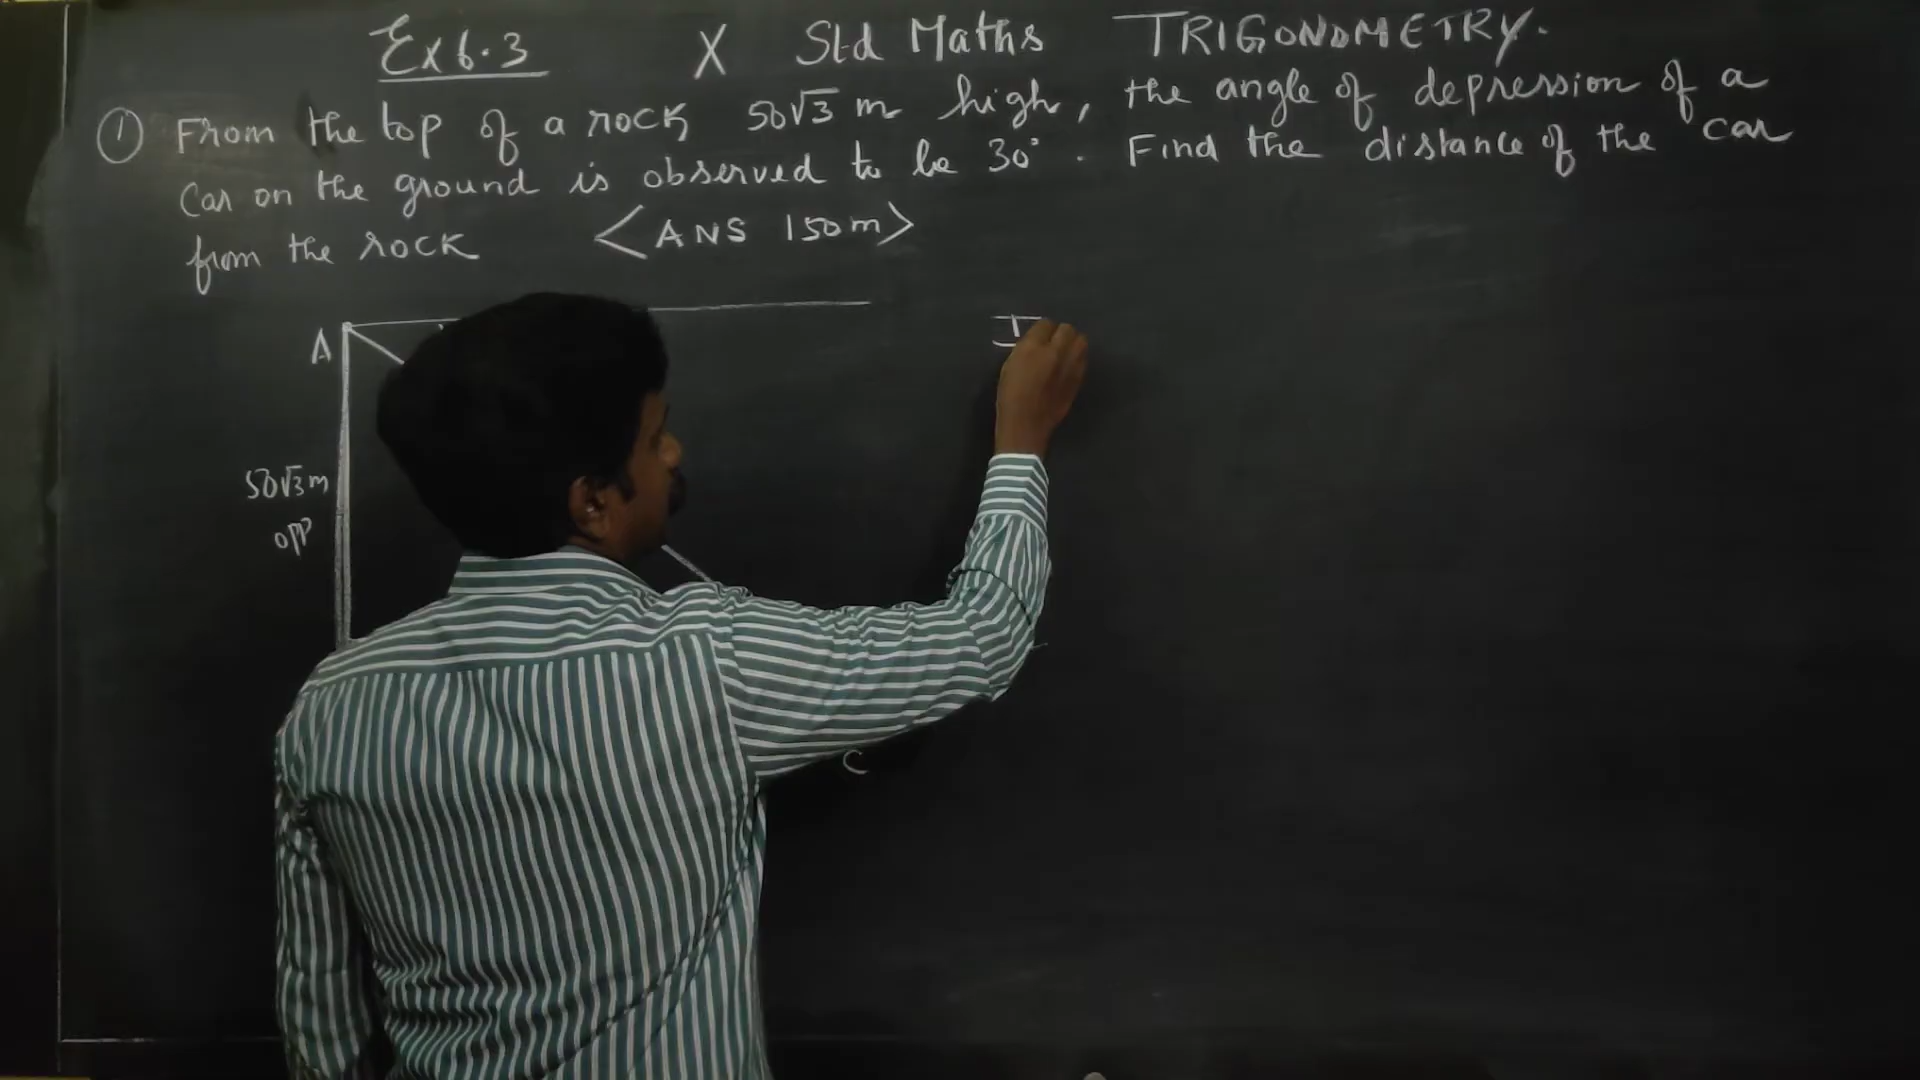 Ex 6.3 X Std Maths TRIGONOMETRY.
① From the top of a rock 50√3 m high, the angle of depression of a
car on the ground is observed to be 30°. Find the distance of the car
from the rock <ANS 150m>
A
50√3 m
opp
C